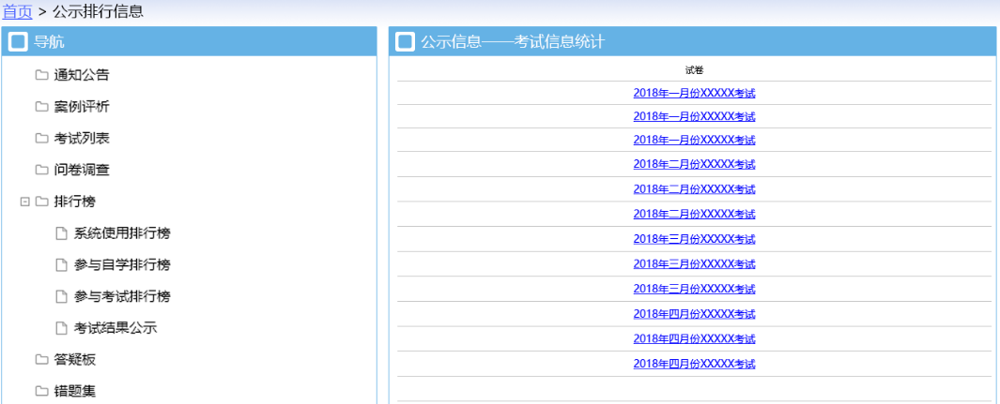 首页 > 公示排行信息
导航
通知公告
案例评析
考试列表
问卷调查
排行榜
系统使用排行榜
参与自学排行榜
参与考试排行榜
考试结果公示
答疑板
错题集
公示信息——考试信息统计
试卷
2018年一月份XXXXX考试
2018年一月份XXXXX考试
2018年一月份XXXXX考试
2018年二月份XXXXX考试
2018年二月份XXXXX考试
2018年二月份XXXXX考试
2018年三月份XXXXX考试
2018年三月份XXXXX考试
2018年三月份XXXXX考试
2018年四月份XXXXX考试
2018年四月份XXXXX考试
2018年四月份XXXXX考试